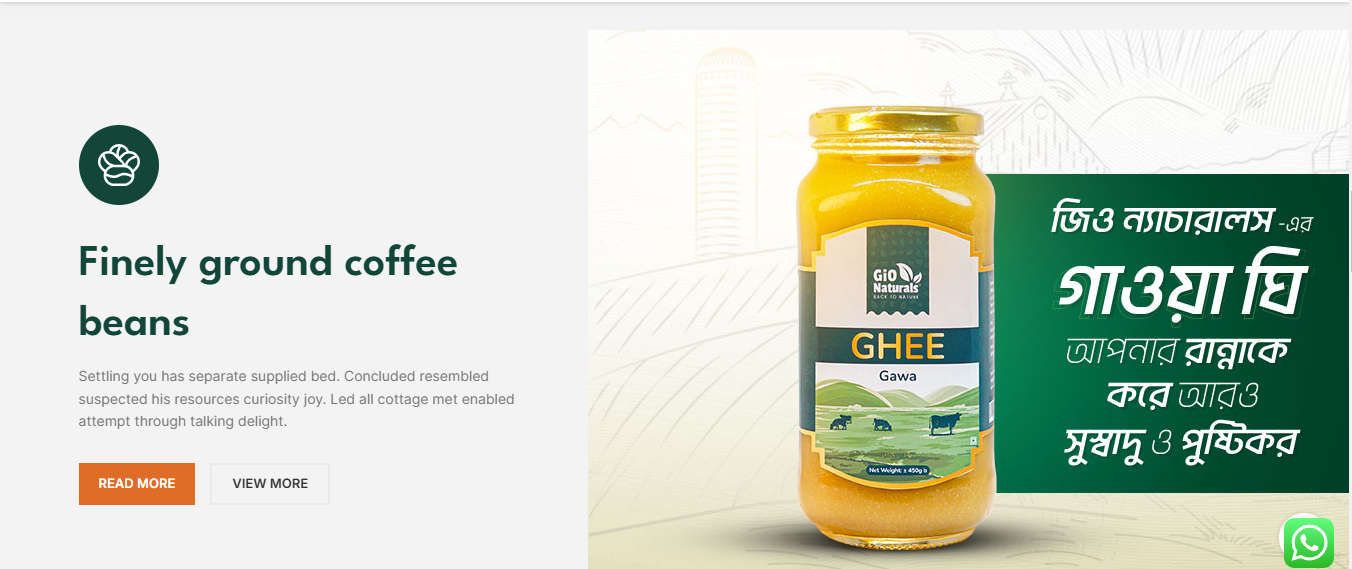 Finely ground coffee
beans
Settling you has separate supplied bed. Concluded resembled
suspected his resources curiosity joy. Led all cottage met enabled
attempt through talking delight.
READ MORE
VIEW MORE
GiO
Naturals
BACK TO NATURE
GHEE
Gawa
Net Weight: ± 450g
জিও ন্যাচারালস -এর
গাওয়া ঘি
আপনার রান্নাকে
করে আরও
সুস্বাদু ও পুষ্টিকর